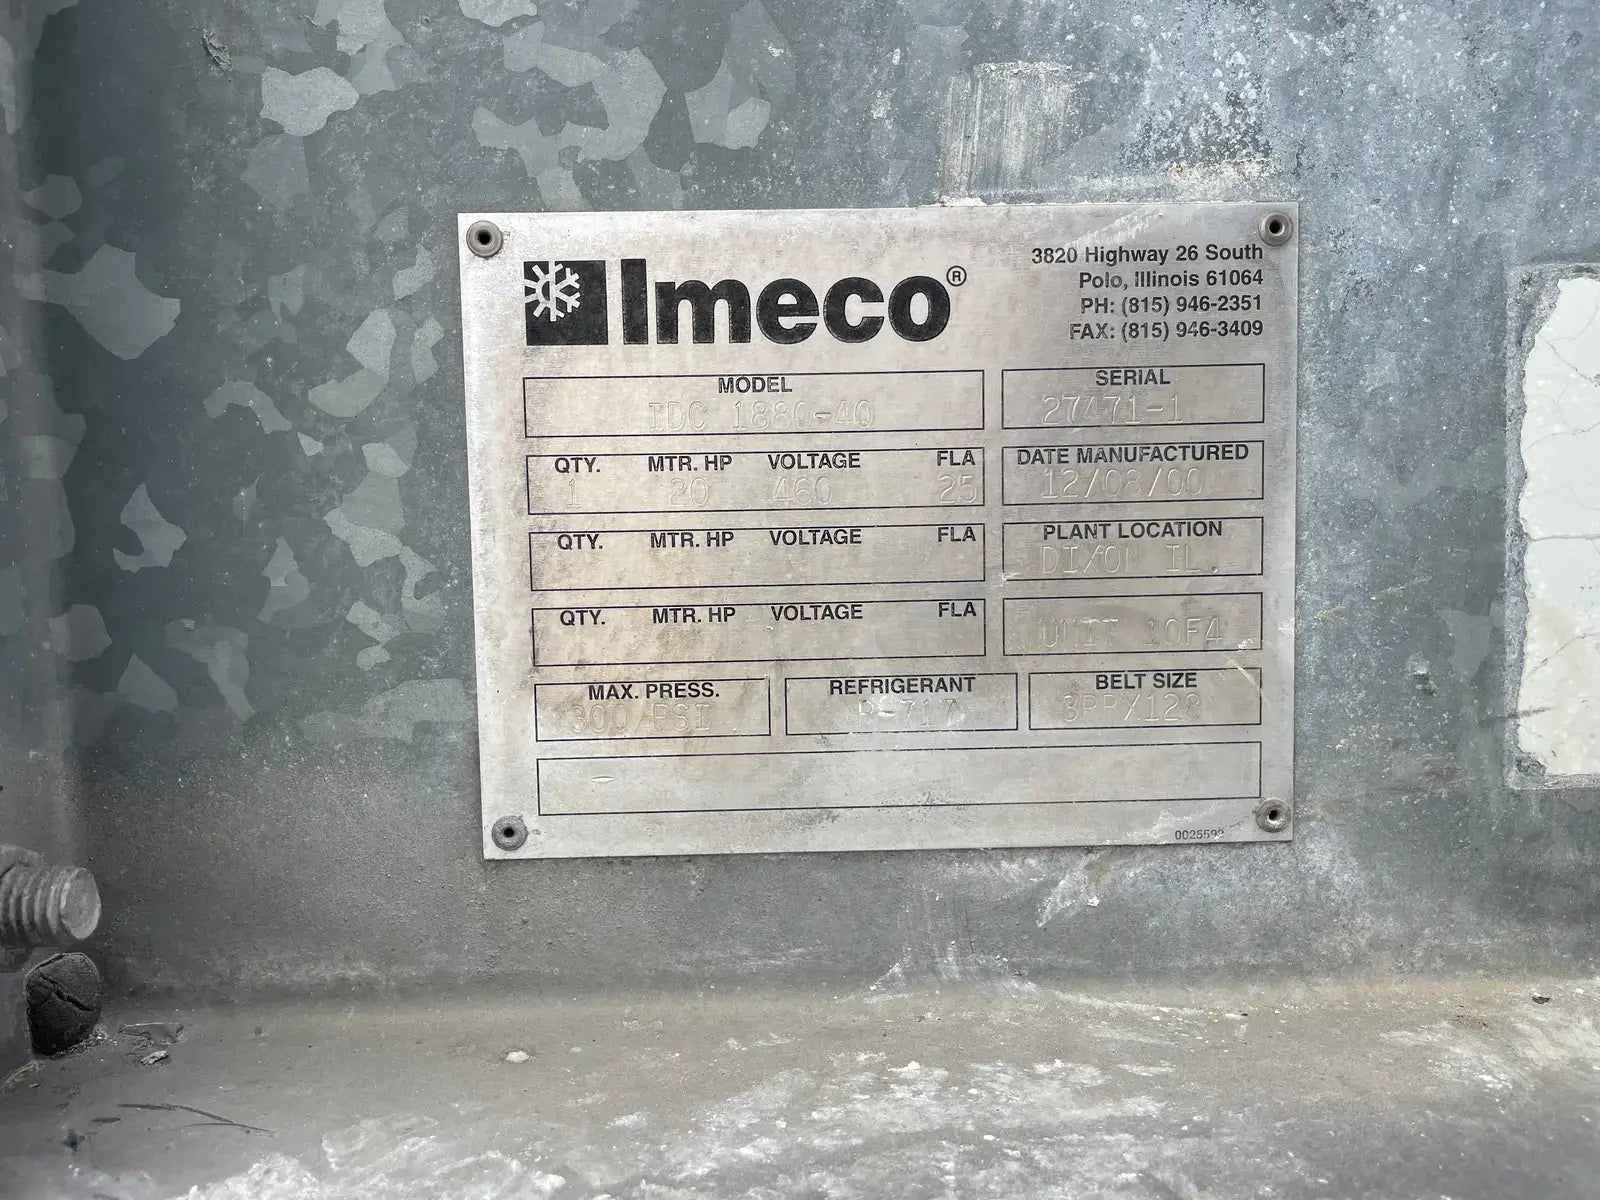 Imeco®
3820 Highway 26 South
Polo, Illinois 61064
PH: (815) 946-2351
FAX: (815) 946-3409
MODEL
IDC 1880-40
SERIAL
27471-1
QTY. MTR. HP VOLTAGE FLA
1 20 460 25
DATE MANUFACTURED
12/08/00
QTY. MTR. HP VOLTAGE FLA
PLANT LOCATION
DIXON IL.
QTY. MTR. HP VOLTAGE FLA
UNIT 1OF4
MAX. PRESS.
300 PSI
REFRIGERANT
R-717
BELT SIZE